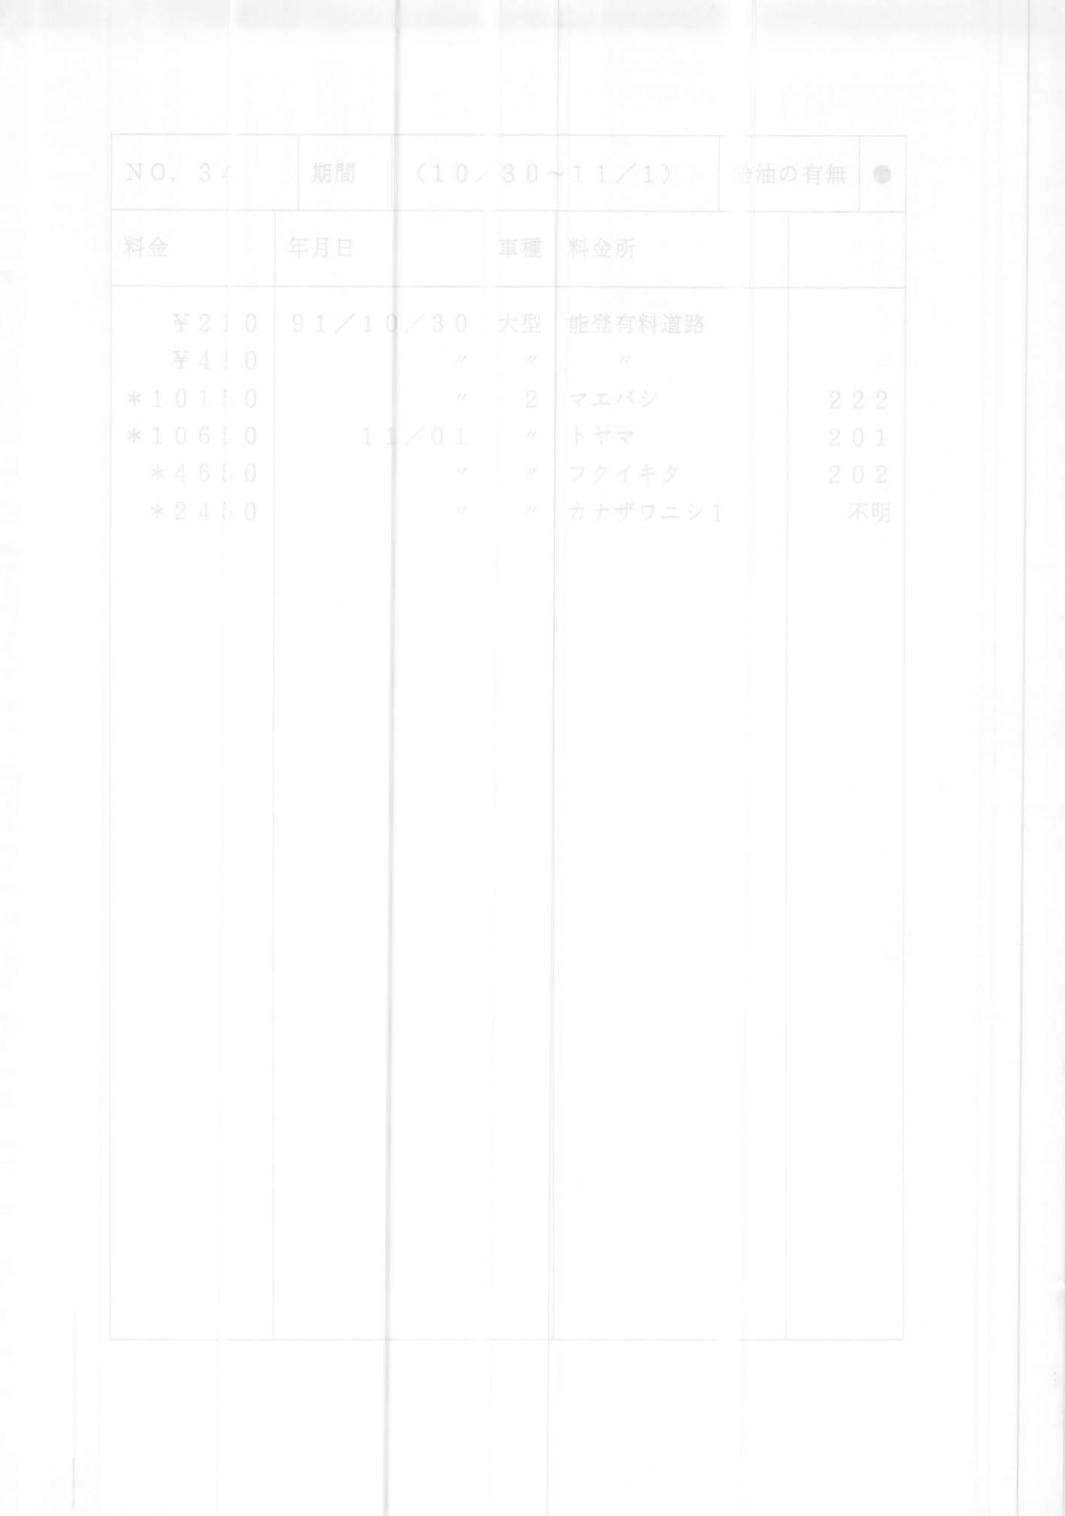 NO. 34 期間 (10/30~11/1) 給油の有無 ●
料金 年月日 車種 料金所
¥210 91/10/30 大型 能登有料道路
¥410 〃 〃 〃
*10150 〃 2 マエバシ 222
*10650 11/01 〃 トヤマ 201
*4650 〃 〃 フクイキタ 202
*2450 〃 〃 カナザワニシ1 不明